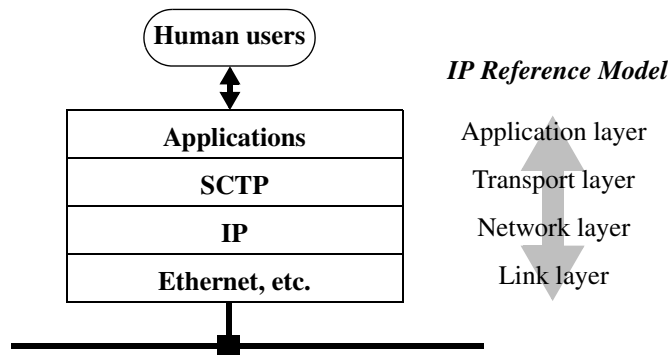 Human users
IP Reference Model
Applications
Application layer
SCTP
Transport layer
IP
Network layer
Ethernet, etc.
Link layer